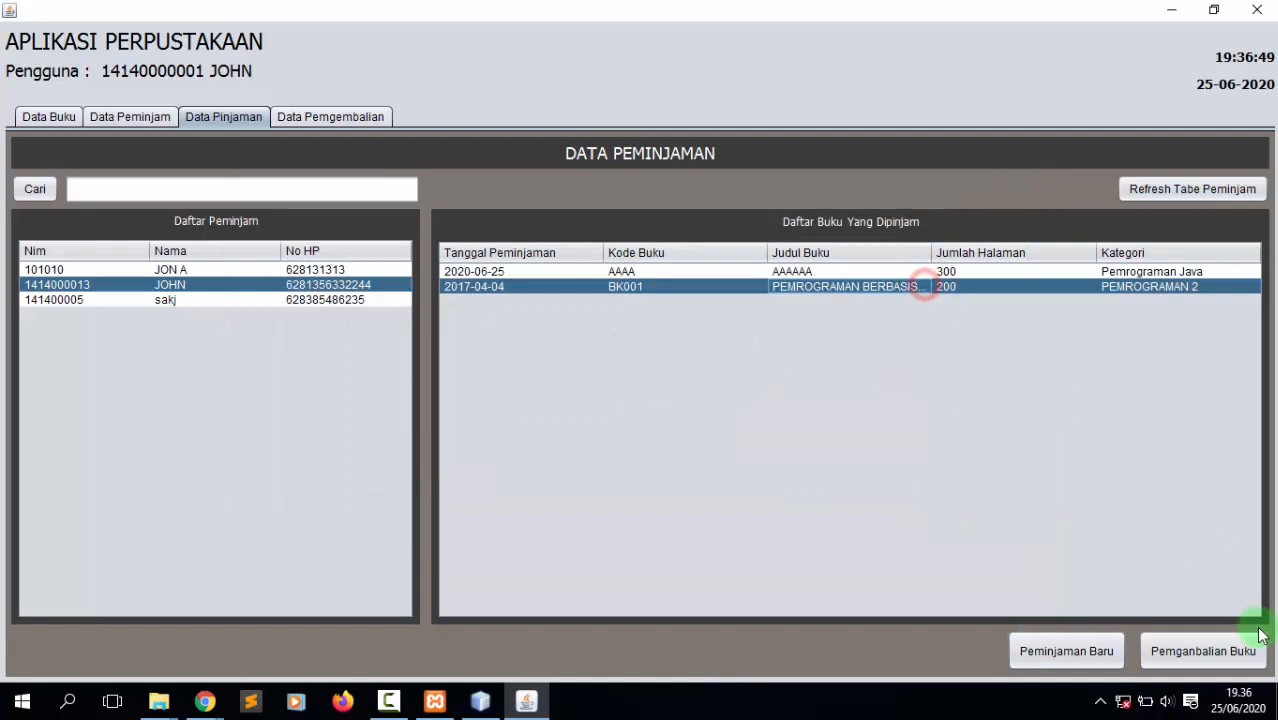 APLIKASI PERPUSTAKAAN
Pengguna : 14140000001 JOHN
19:36:49
25-06-2020
Data Buku Data Peminjam Data Pinjaman Data Pemgembalian
DATA PEMINJAMAN
Cari Refresh Tabe Peminjam
Daftar Peminjam
Nim Nama No HP
101010 JON A 628131313
1414000013 JOHN 6281356332244
141400005 sakj 628385486235
Daftar Buku Yang Dipinjam
Tanggal Peminjaman Kode Buku Judul Buku Jumlah Halaman Kategori
2020-06-25 AAAA AAAAAA 300 Pemrograman Java
2017-04-04 BK001 PEMROGRAMAN BERBASIS... 200 PEMROGRAMAN 2
Peminjaman Baru Pemganbalian Buku
19.36
25/06/2020